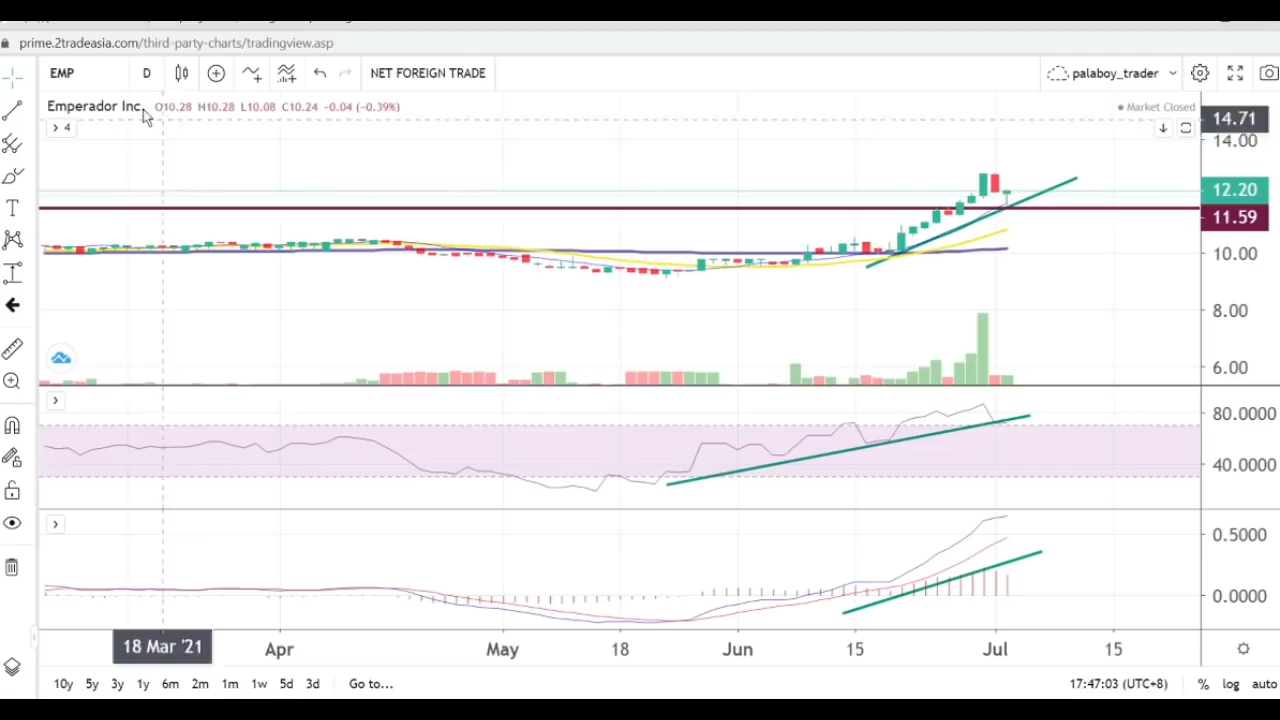 prime.2tradeasia.com/third-party-charts/tradingview.asp
EMP D NET FOREIGN TRADE palaboy_trader
Emperador Inc. O10.28 H10.28 L10.08 C10.24 -0.04 (-0.39%) Market Closed
4
14.71
14.00
12.20
11.59
10.00
8.00
6.00
80.0000
40.0000
0.5000
0.0000
18 Mar '21 Apr May 18 Jun 15 Jul 15
10y 5y 3y 1y 6m 2m 1m 1w 5d 3d Go to... 17:47:03 (UTC+8) % log auto